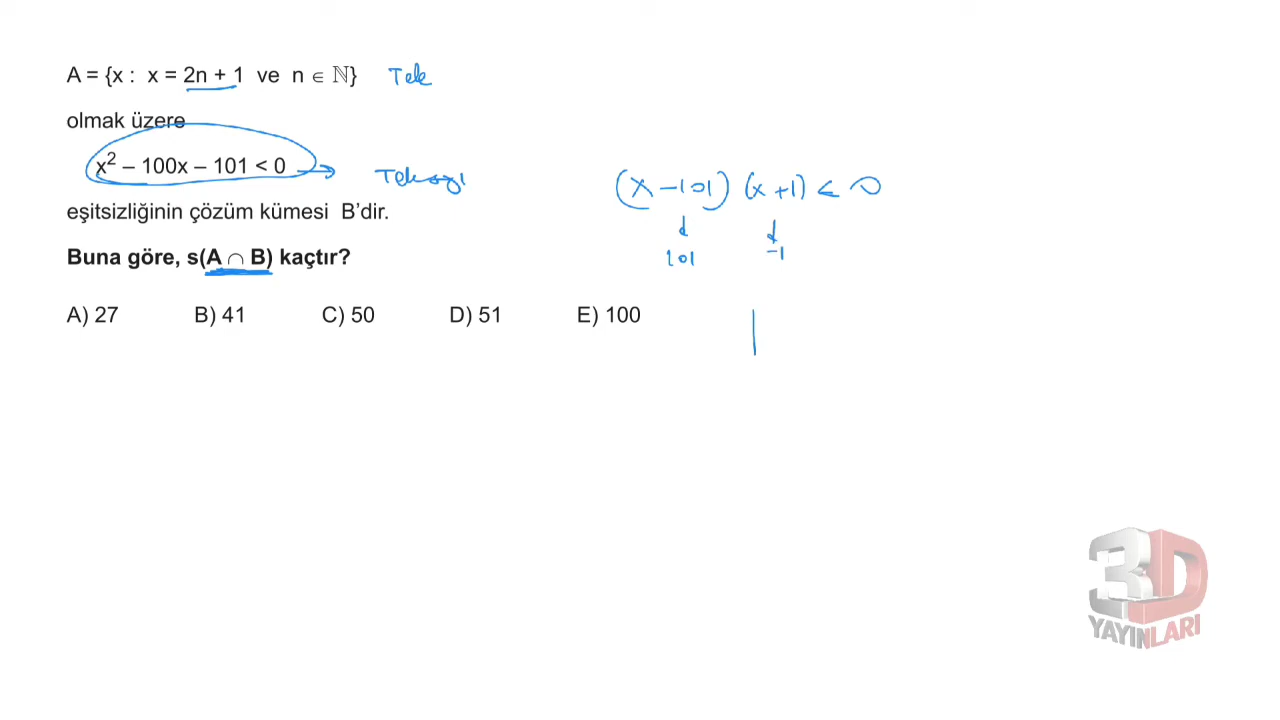 A = {x : x = 2n + 1 ve n ∈ ℕ} Tek
olmak üzere
x² – 100x – 101 < 0 Tek sayı
(x – 101) (x + 1) < 0
eşitsizliğinin çözüm kümesi B'dir.
101 -1
Buna göre, s(A ∩ B) kaçtır?
A) 27 B) 41 C) 50 D) 51 E) 100
3D
YAYINLARI